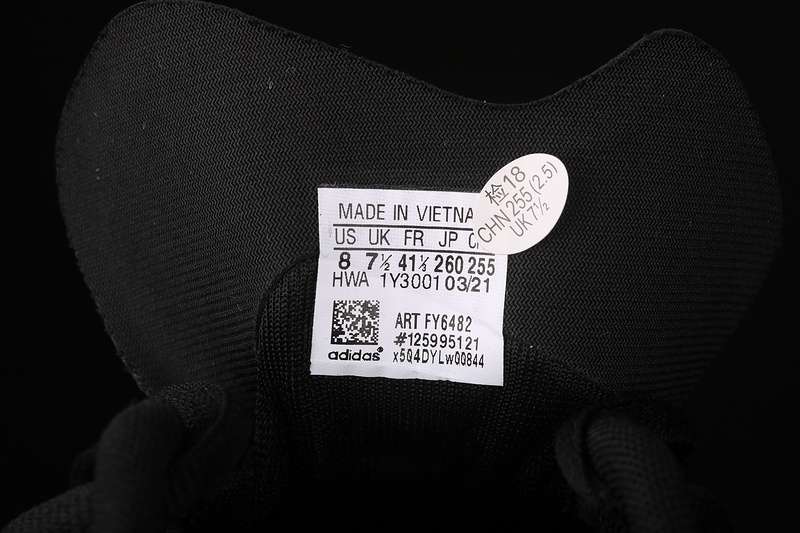 MADE IN VIETNA
US UK FR JP
8 7½ 41⅓ 260 255
HWA 1Y3001 03/21
ART FY6482
#125995121
adidas®
x5Q4DYLwQ0844
检18
CHN 255 (2.5)
UK 7½